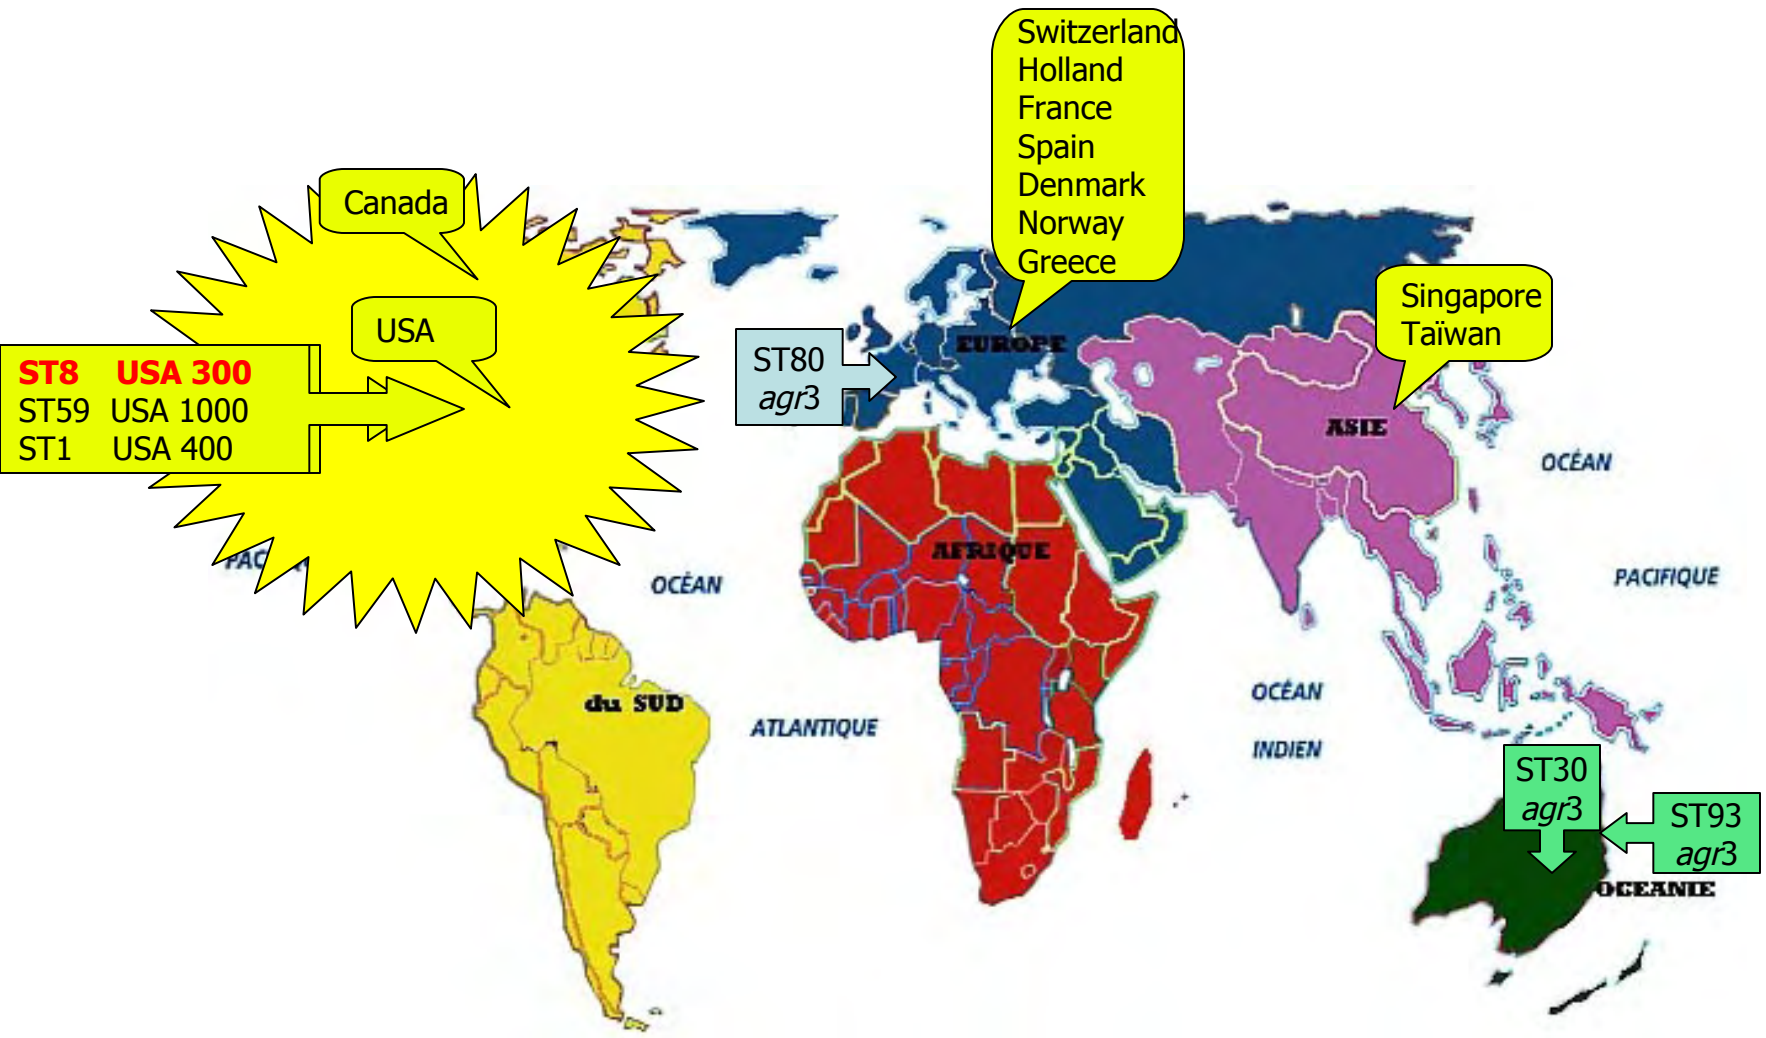 Switzerland
Holland
France
Spain
Denmark
Norway
Greece
Canada
USA
Singapore
Taïwan
ST8 USA 300
ST59 USA 1000
ST1 USA 400
ST80
agr3
EUROPE
ASIE
OCÉAN
PACIFIQUE
AFRIQUE
OCÉAN
ATLANTIQUE
du SUD
OCÉAN
INDIEN
ST30
agr3
ST93
agr3
OCEANIE